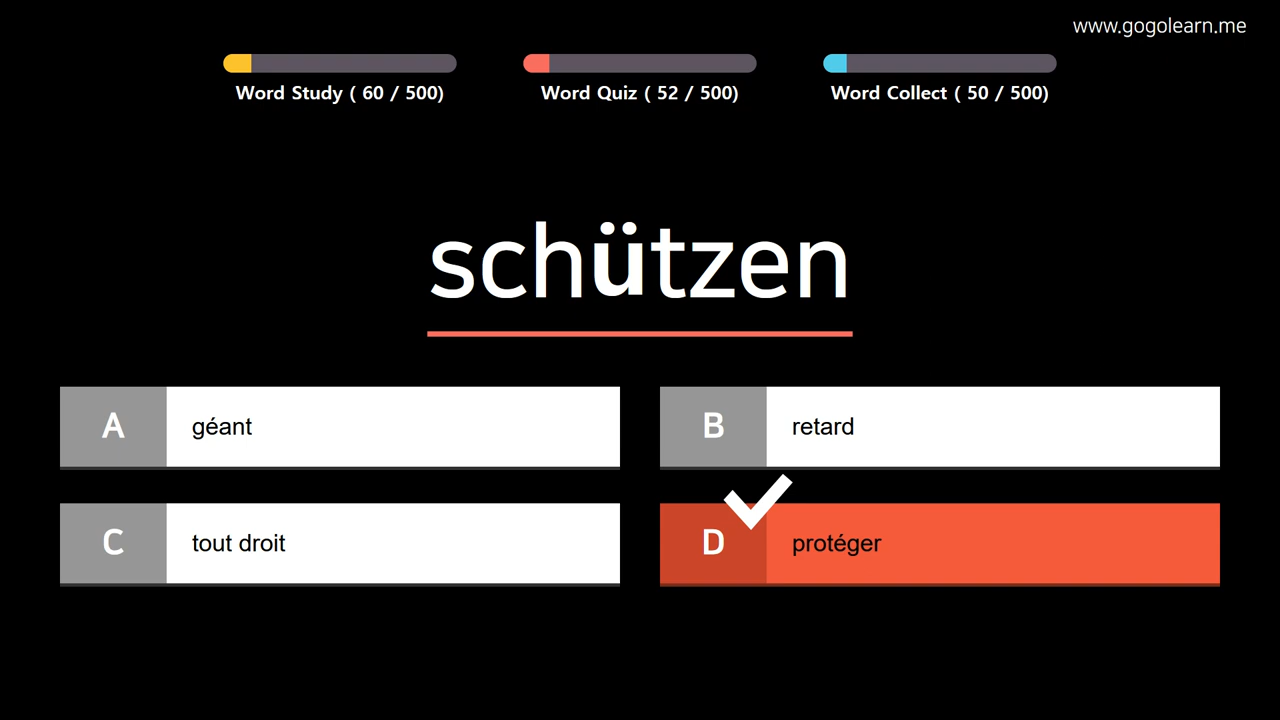 www.gogolearn.me
Word Study ( 60 / 500)
Word Quiz ( 52 / 500)
Word Collect ( 50 / 500)
schützen
A géant
B retard
C tout droit
D protéger